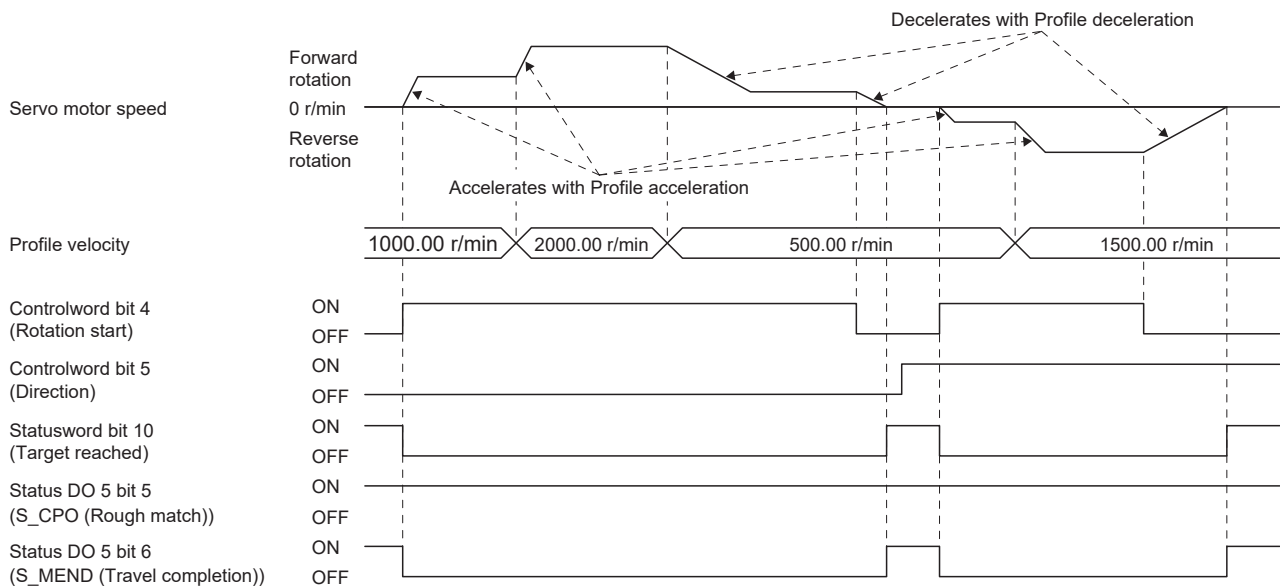 Decelerates with Profile deceleration
Forward
rotation
Servo motor speed
0 r/min
Reverse
rotation
Accelerates with Profile acceleration
Profile velocity
1000.00 r/min
2000.00 r/min
500.00 r/min
1500.00 r/min
Controlword bit 4
(Rotation start)
ON
OFF
Controlword bit 5
(Direction)
ON
OFF
Statusword bit 10
(Target reached)
ON
OFF
Status DO 5 bit 5
(S_CPO (Rough match))
ON
OFF
Status DO 5 bit 6
(S_MEND (Travel completion))
ON
OFF